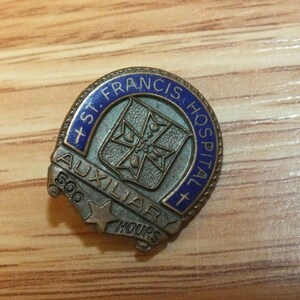 ST. FRANCIS HOSPITAL
AUXILIARY
500 HOURS